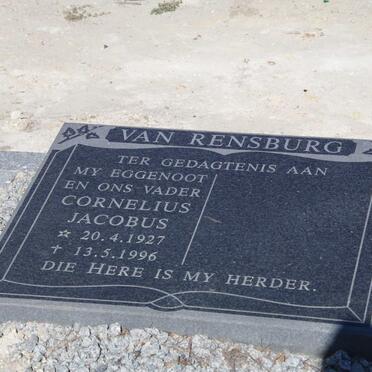 VAN RENSBURG
TER GEDAGTENIS AAN
MY EGGENOOT
EN ONS VADER
CORNELIUS
JACOBUS
☆ 20.4.1927
✝ 13.5.1996
DIE HERE IS MY HERDER.